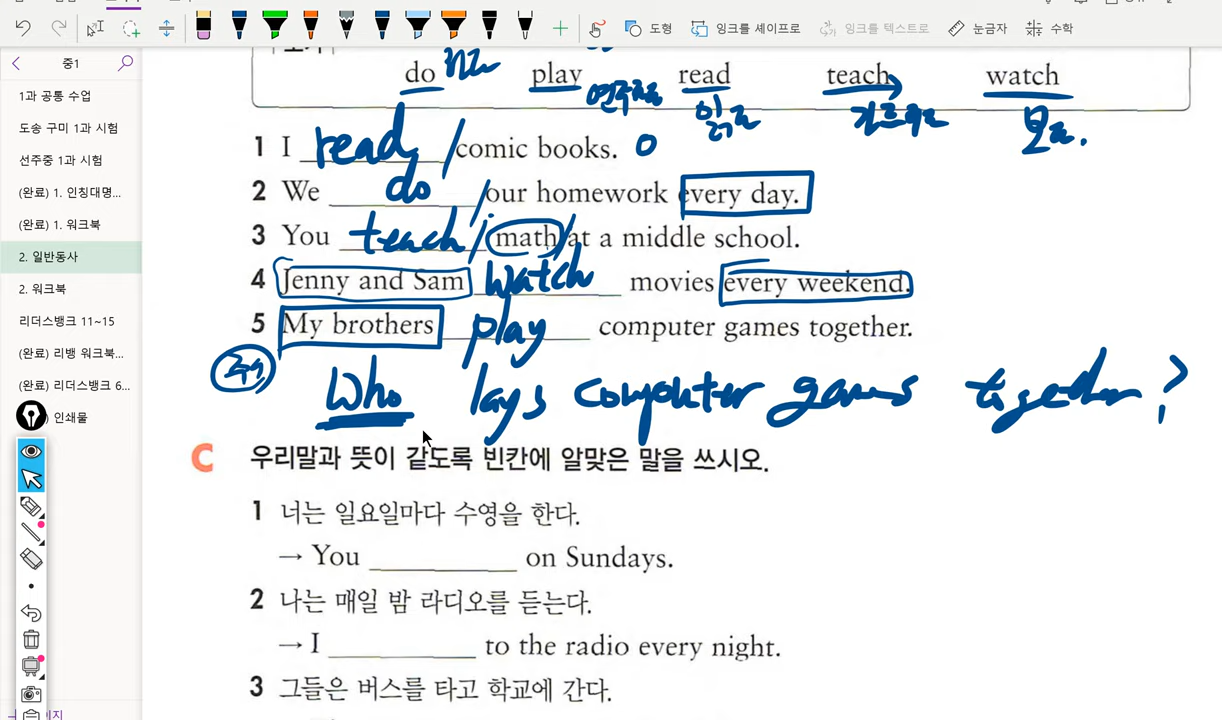 도형 잉크를 셰이프로 잉크를 텍스트로 눈금자 수학
중1
1과 공통 수업
도송 구미 1과 시험
선주중 1과 시험
(완료) 1. 인칭대명...
(완료) 1. 워크북
2. 일반동사
2. 워크북
리더스뱅크 11~15
(완료) 리뱅 워크북...
(완료) 리더스뱅크 6...
인쇄물
do play read teach watch
연주하다 읽다 가르치다 보다.
1 I read / comic books. O
2 We do / our homework every day.
3 You teach / math / at a middle school.
4 Jenny and Sam watch movies every weekend.
5 My brothers play computer games together.
Who lays computer games together?
C 우리말과 뜻이 같도록 빈칸에 알맞은 말을 쓰시오.
1 너는 일요일마다 수영을 한다.
→ You ________ on Sundays.
2 나는 매일 밤 라디오를 듣는다.
→ I ________ to the radio every night.
3 그들은 버스를 타고 학교에 간다.